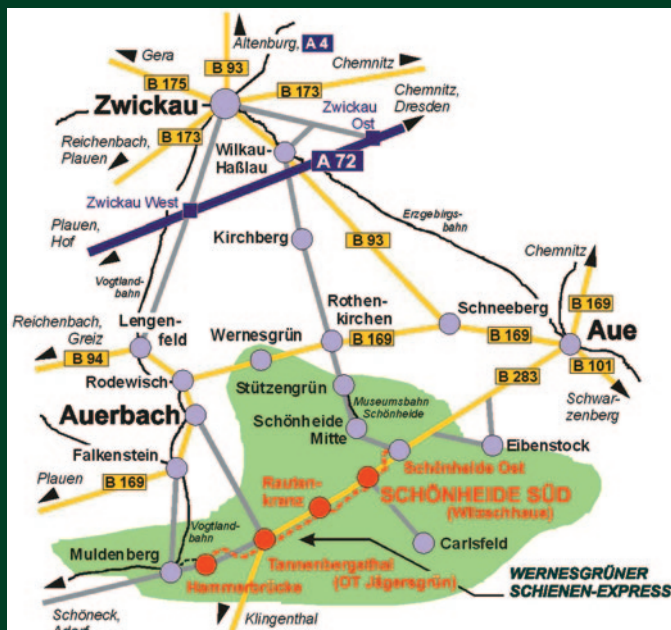 Altenburg, A 4
Gera
B 93
Chemnitz
B 175
B 173
Zwickau
Zwickau
Ost
Chemnitz,
Dresden
Reichenbach,
Plauen
B 173
Wilkau-
Haßlau
A 72
Zwickau West
Plauen,
Hof
Kirchberg
Erzgebirgs-
bahn
B 93
Chemnitz
Vogtland-
bahn
B 169
Reichenbach,
Greiz
Lengen-
feld
Rothen-
kirchen
Schneeberg
Wernesgrün
B 169
B 169
Aue
B 94
B 101
Rodewisch
B 283
Stützengrün
Schwar-
zenberg
Museumsbahn
Schönheide
Auerbach
Schönheide
Mitte
Eibenstock
Falkenstein
Schönheide Ost
Plauen
B 169
Rauten-
kranz
SCHÖNHEIDE SÜD
(Wilzschhaus)
Vogtland-
bahn
Carlsfeld
Muldenberg
Tannenbergsthal
(OT Jägersgrün)
Hammerbrücke
WERNESGRÜNER
SCHIENEN-EXPRESS
Schöneck,
Adorf
Klingenthal